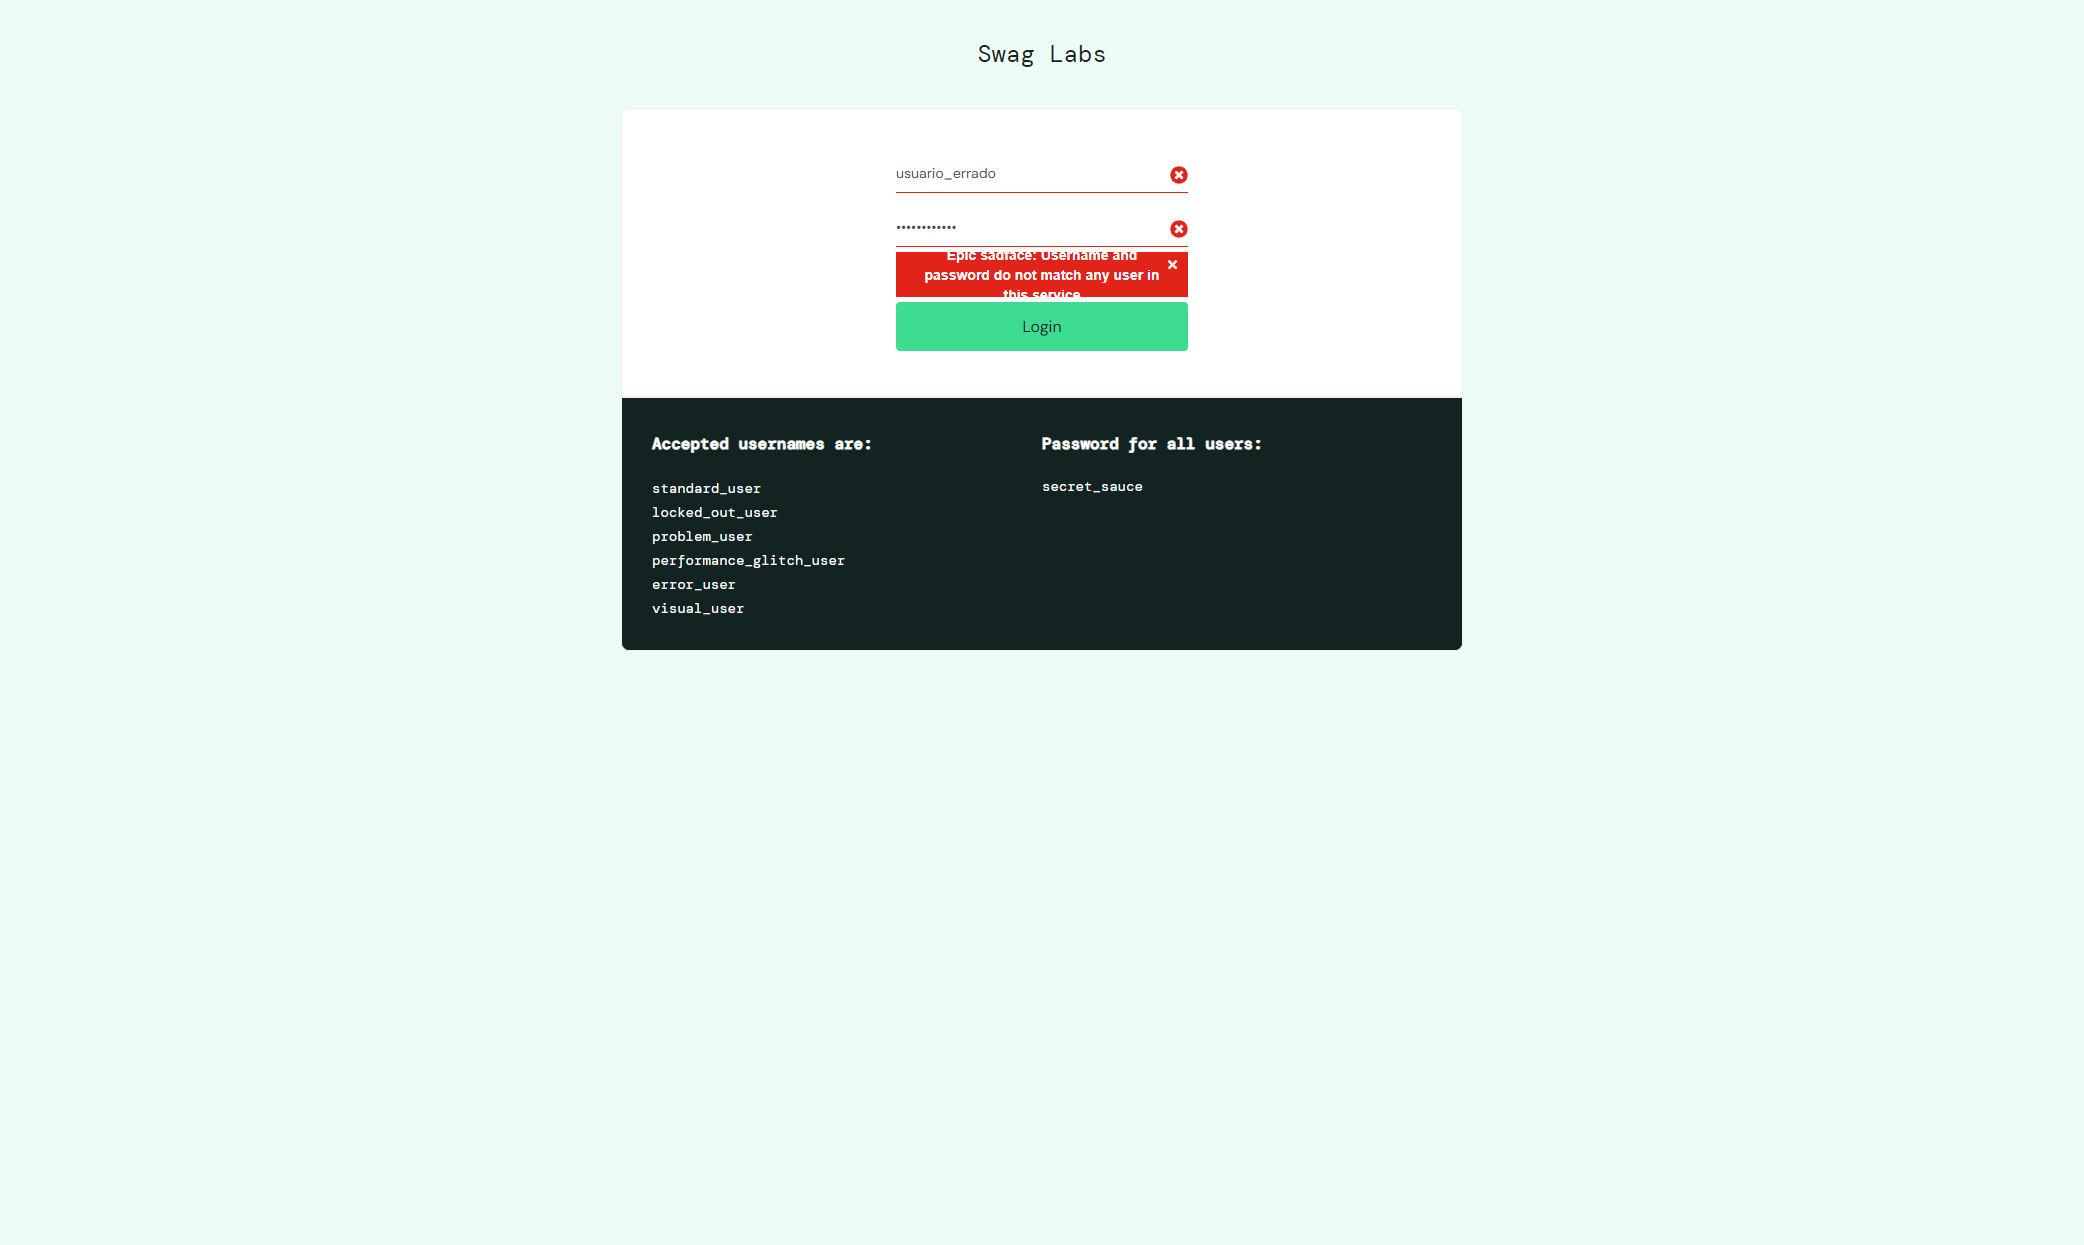 Swag Labs
usuario_errado
••••••••••••
Epic sadface: Username and
password do not match any user in
this service
Login
Accepted usernames are:
Password for all users:
standard_user
locked_out_user
problem_user
performance_glitch_user
error_user
visual_user
secret_sauce